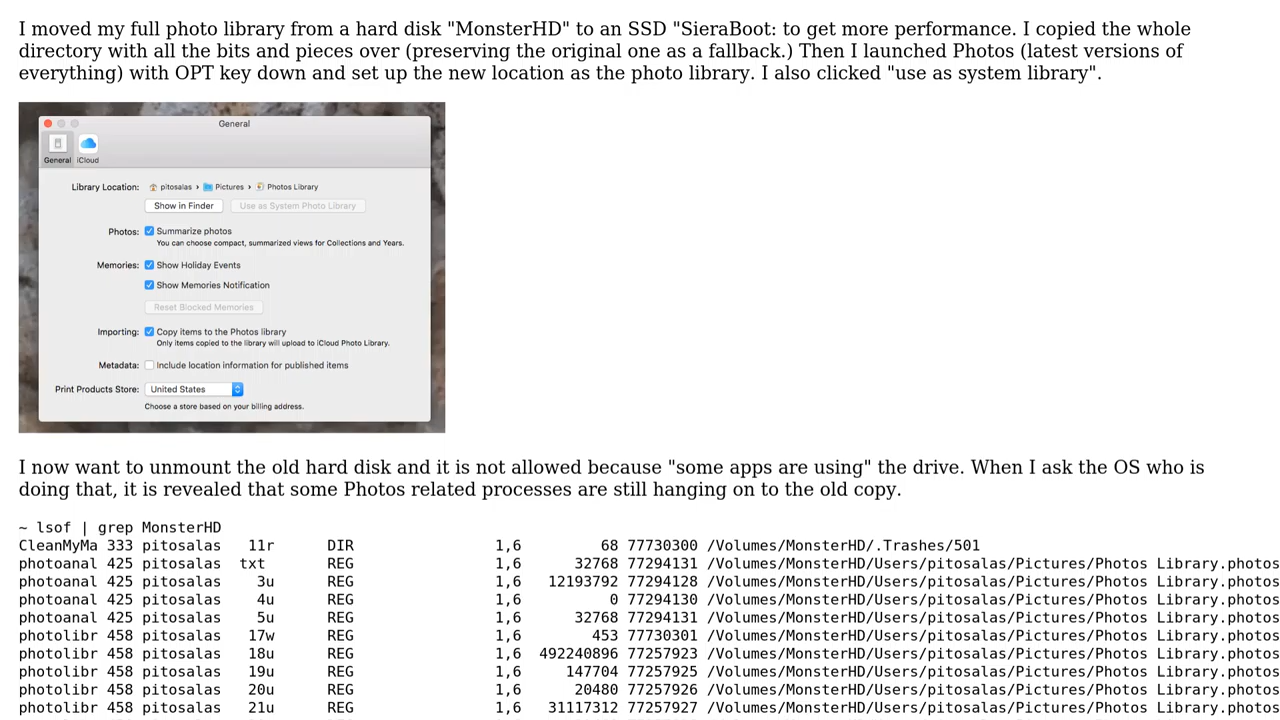 I moved my full photo library from a hard disk "MonsterHD" to an SSD "SieraBoot: to get more performance. I copied the whole
directory with all the bits and pieces over (preserving the original one as a fallback.) Then I launched Photos (latest versions of
everything) with OPT key down and set up the new location as the photo library. I also clicked "use as system library".
General
General iCloud
Library Location: pitosalas › Pictures › Photos Library
Show in Finder Use as System Photo Library
Photos: Summarize photos
You can choose compact, summarized views for Collections and Years.
Memories: Show Holiday Events
Show Memories Notification
Reset Blocked Memories
Importing: Copy items to the Photos library
Only items copied to the library will upload to iCloud Photo Library.
Metadata: Include location information for published items
Print Products Store: United States
Choose a store based on your billing address.
I now want to unmount the old hard disk and it is not allowed because "some apps are using" the drive. When I ask the OS who is
doing that, it is revealed that some Photos related processes are still hanging on to the old copy.
~ lsof | grep MonsterHD
CleanMyMa 333 pitosalas 11r DIR 1,6 68 77730300 /Volumes/MonsterHD/.Trashes/501
photoanal 425 pitosalas txt REG 1,6 32768 77294131 /Volumes/MonsterHD/Users/pitosalas/Pictures/Photos Library.photos
photoanal 425 pitosalas 3u REG 1,6 12193792 77294128 /Volumes/MonsterHD/Users/pitosalas/Pictures/Photos Library.photos
photoanal 425 pitosalas 4u REG 1,6 0 77294130 /Volumes/MonsterHD/Users/pitosalas/Pictures/Photos Library.photos
photoanal 425 pitosalas 5u REG 1,6 32768 77294131 /Volumes/MonsterHD/Users/pitosalas/Pictures/Photos Library.photos
photolibr 458 pitosalas 17w REG 1,6 453 77730301 /Volumes/MonsterHD/Users/pitosalas/Pictures/Photos Library.photos
photolibr 458 pitosalas 18u REG 1,6 492240896 77257923 /Volumes/MonsterHD/Users/pitosalas/Pictures/Photos Library.photos
photolibr 458 pitosalas 19u REG 1,6 147704 77257925 /Volumes/MonsterHD/Users/pitosalas/Pictures/Photos Library.photos
photolibr 458 pitosalas 20u REG 1,6 20480 77257926 /Volumes/MonsterHD/Users/pitosalas/Pictures/Photos Library.photos
photolibr 458 pitosalas 21u REG 1,6 31117312 77257927 /Volumes/MonsterHD/Users/pitosalas/Pictures/Photos Library.photos